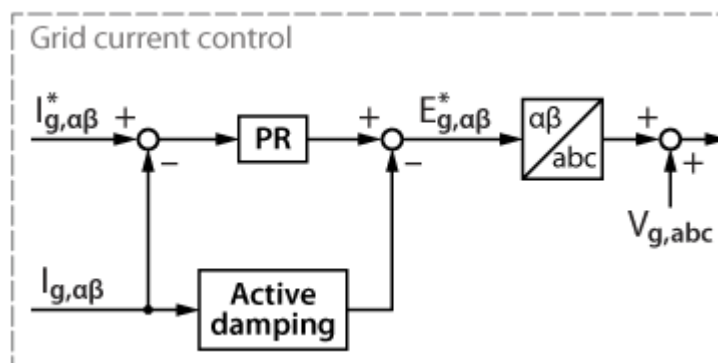 Grid current control
I*g,αβ
+
−
PR
+
−
E*g,αβ
αβ
abc
+
+
Vg,abc
Ig,αβ
Active
damping